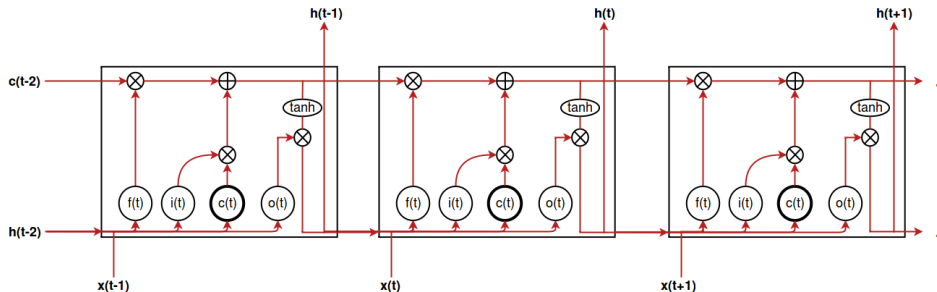 h(t-1) h(t) h(t+1)
c(t-2)
tanh tanh tanh
f(t) i(t) c(t) o(t) f(t) i(t) c(t) o(t) f(t) i(t) c(t) o(t)
h(t-2)
x(t-1) x(t) x(t+1)